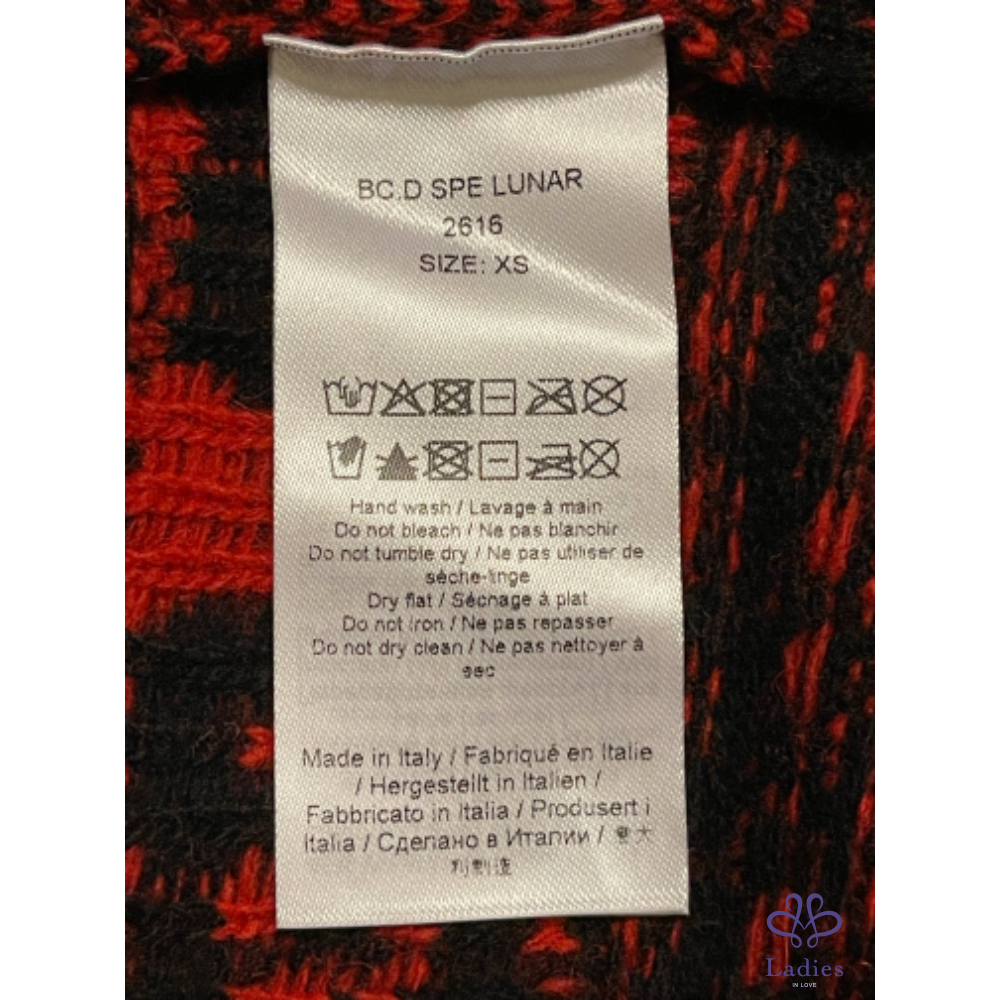 BC.D SPE LUNAR
2616
SIZE: XS
Hand wash / Lavage à main
Do not bleach / Ne pas blanchir
Do not tumble dry / Ne pas utiliser de
sèche-linge
Dry flat / Séchage à plat
Do not iron / Ne pas repasser
Do not dry clean / Ne pas nettoyer à
sec
Made in Italy / Fabriqué en Italie
/ Hergestellt in Italien /
Fabbricato in Italia / Produsert i
Italia / Сделано в Италии / 意大
利制造
Ladies
IN LOVE